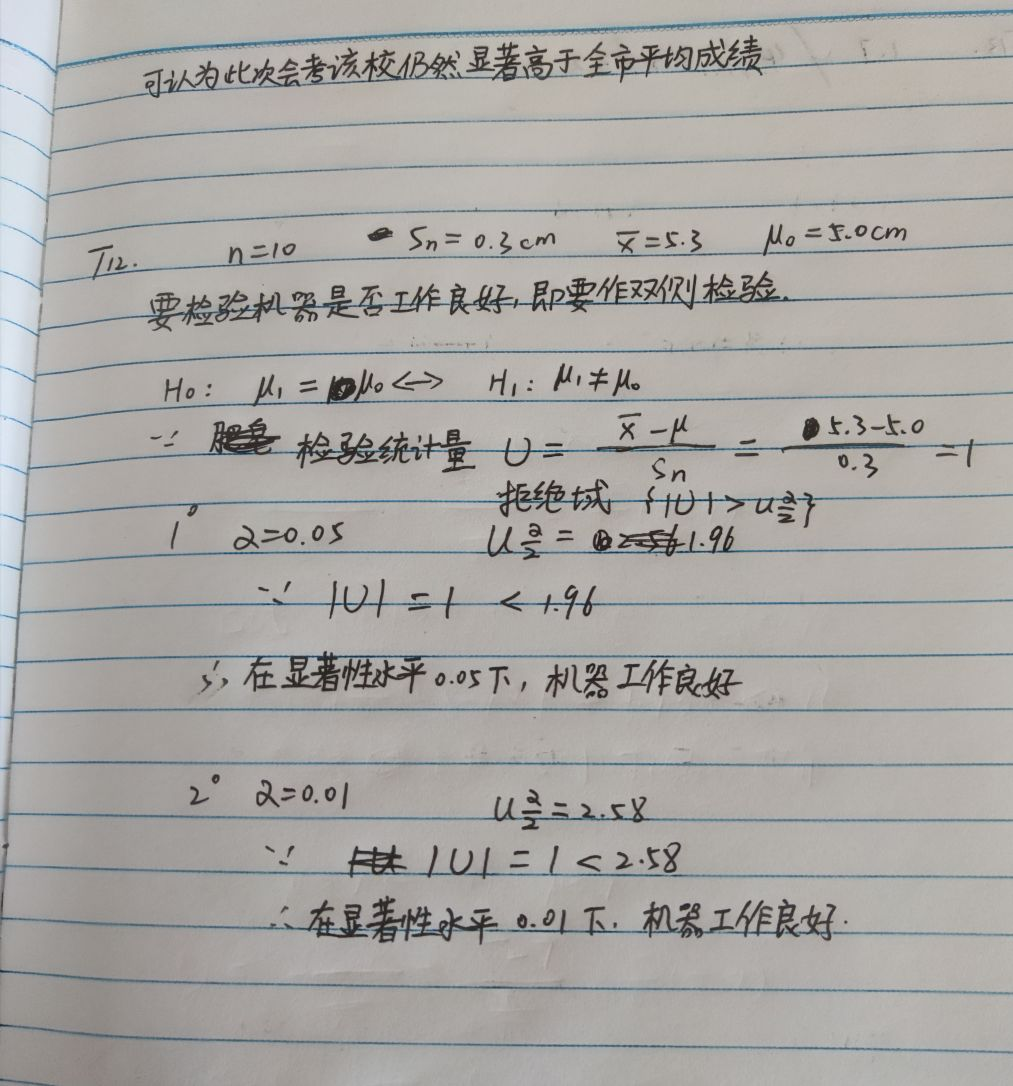 可认为此次会考该校仍然显著高于全市平均成绩
T12. n=10 Sn=0.3cm x̄=5.3 μ₀=5.0cm
要检验机器是否工作良好,即要作双侧检验.
H₀: μ₁=μ₀ <-> H₁: μ₁≠μ₀
∵ 检验统计量 U = (x̄-μ)/Sn = (5.3-5.0)/0.3 =1
拒绝域 {|U|>u α/2}
1° α=0.05 u α/2 = 1.96
∵ |U|=1 <1.96
∴ 在显著性水平0.05下,机器工作良好
2° α=0.01 u α/2 =2.58
∵ |U|=1<2.58
∴在显著性水平0.01下.机器工作良好.